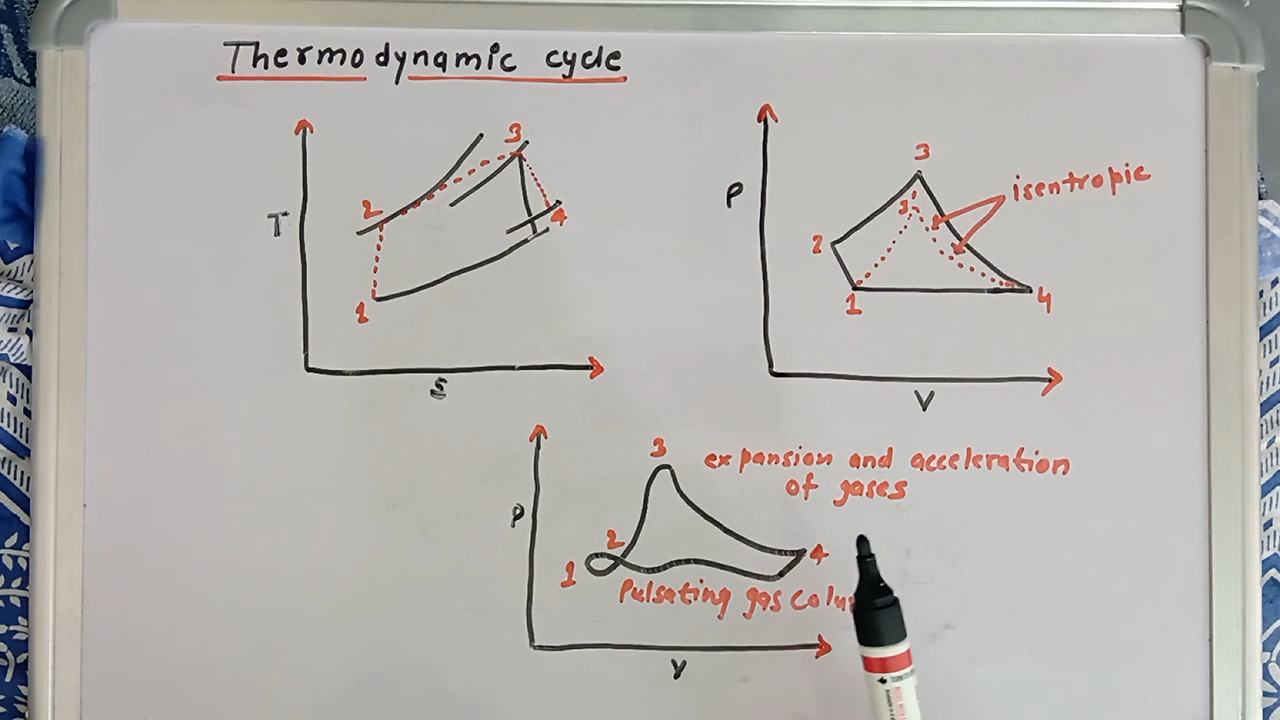 Thermodynamic cycle
T
S
1
2
3
4
P
V
1
2
3
3'
4
isentropic
P
V
1
2
3
4
expansion and acceleration
of gases
Pulsating gas